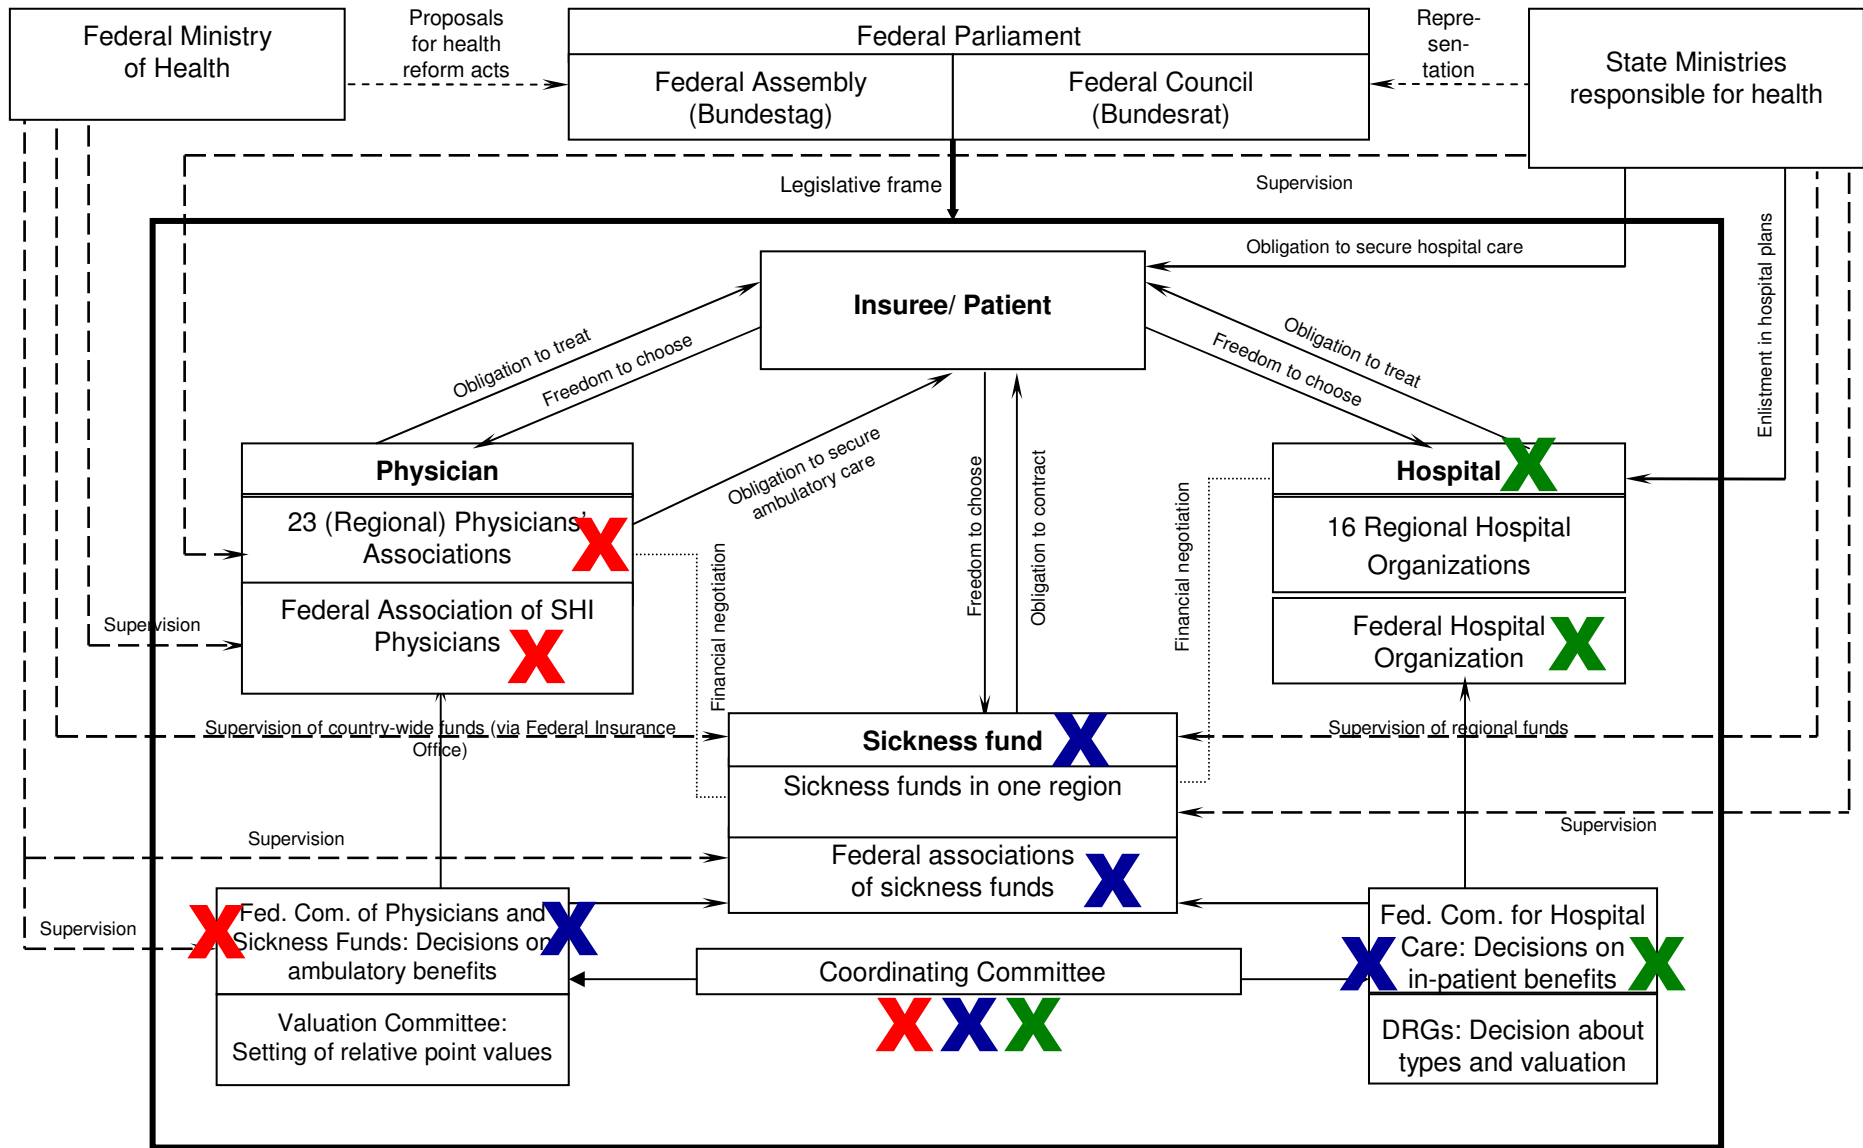 Federal Ministry
of Health
Proposals
for health
reform acts
Federal Parliament
Federal Assembly
(Bundestag)
Federal Council
(Bundesrat)
Repre-
sen-
tation
State Ministries
responsible for health
Legislative frame
Supervision
Obligation to secure hospital care
Enlistment in hospital plans
Insuree/ Patient
Obligation to treat
Freedom to choose
Obligation to treat
Freedom to choose
Obligation to secure
ambulatory care
Freedom to choose
Obligation to contract
Physician
23 (Regional) Physicians'
Associations
Federal Association of SHI
Physicians
Supervision
Financial negotiation
Financial negotiation
Hospital
16 Regional Hospital
Organizations
Federal Hospital
Organization
Supervision of country-wide funds (via Federal Insurance
Office)
Supervision of regional funds
Sickness fund
Sickness funds in one region
Federal associations
of sickness funds
Supervision
Supervision
Supervision
Fed. Com. of Physicians and
Sickness Funds: Decisions on
ambulatory benefits
Valuation Committee:
Setting of relative point values
Coordinating Committee
X X X
Fed. Com. for Hospital
Care: Decisions on
in-patient benefits
DRGs: Decision about
types and valuation